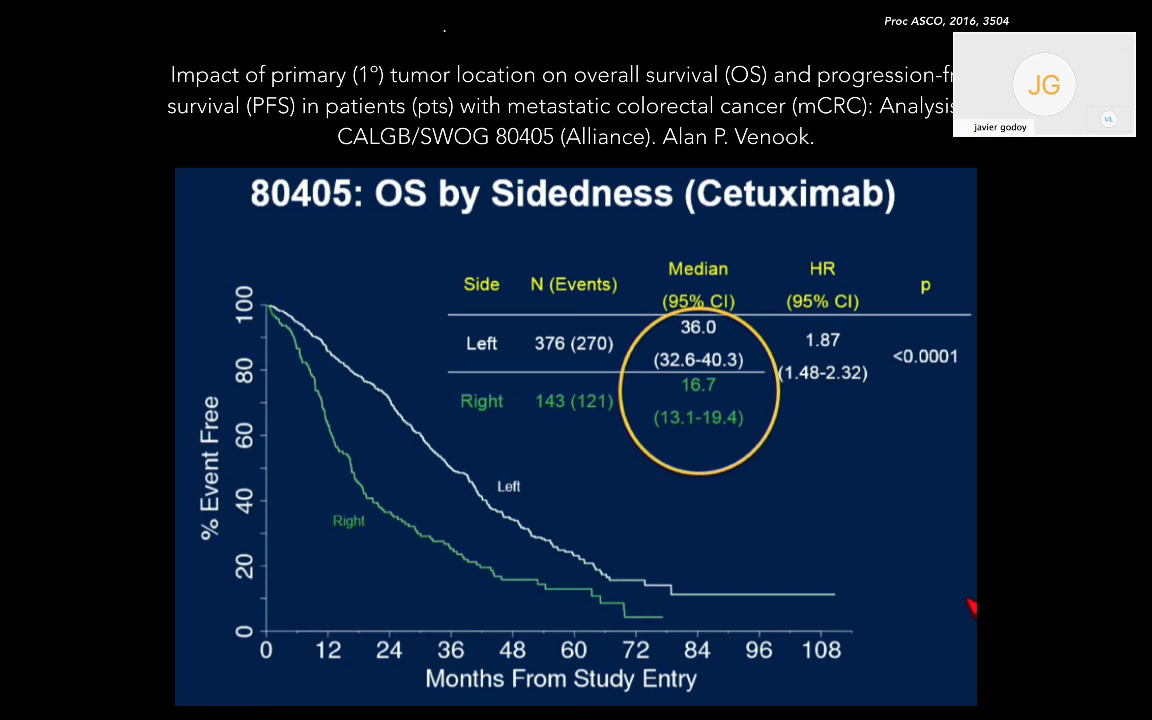 Proc ASCO, 2016, 3504
Impact of primary (1º) tumor location on overall survival (OS) and
survival (PFS) in patients (pts) with metastatic colorectal cancer (mCRC):
CALGB/SWOG 80405 (Alliance). Alan P. Venook.
JG
javier godoy
ML
80405: OS by Sidedness (Cetuximab)
Side N (Events) Median (95% CI) HR (95% CI) p
Left 376 (270) 36.0 (32.6-40.3) 1.87 (1.48-2.32) <0.0001
Right 143 (121) 16.7 (13.1-19.4)
% Event Free
100
80
60
40
20
0
Left
Right
0 12 24 36 48 60 72 84 96 108
Months From Study Entry